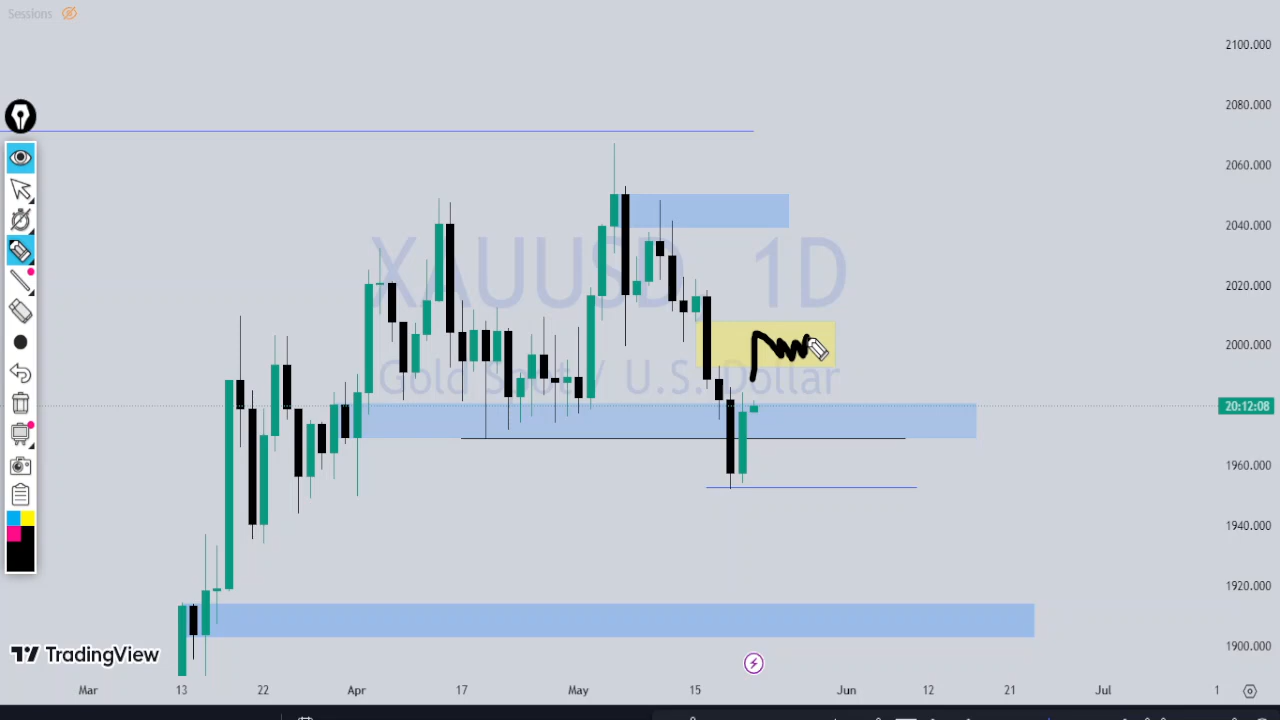 Sessions
2100.000
2080.000
2060.000
2040.000
2020.000
2000.000
20:12:08
1960.000
1940.000
1920.000
1900.000
XAUUSD, 1D
Gold Spot / U.S. Dollar
TradingView
Mar 13 22 Apr 17 May 15 Jun 12 21 Jul 1